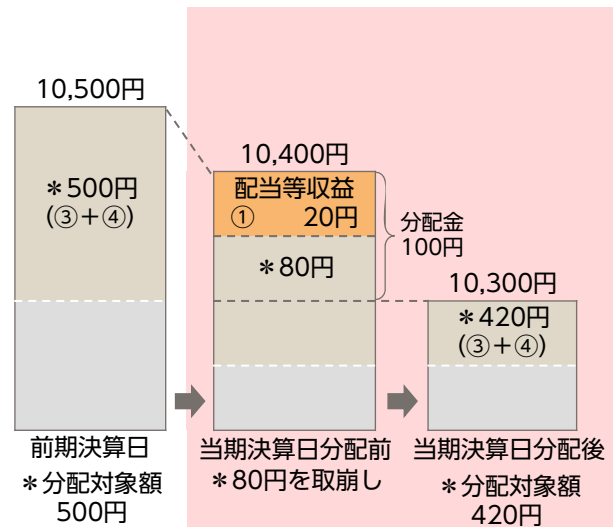 10,500円
＊500円
(③＋④)
前期決算日
＊分配対象額
500円
10,400円
配当等収益
① 20円
＊80円
分配金
100円
当期決算日分配前
＊80円を取崩し
10,300円
＊420円
(③＋④)
当期決算日分配後
＊分配対象額
420円